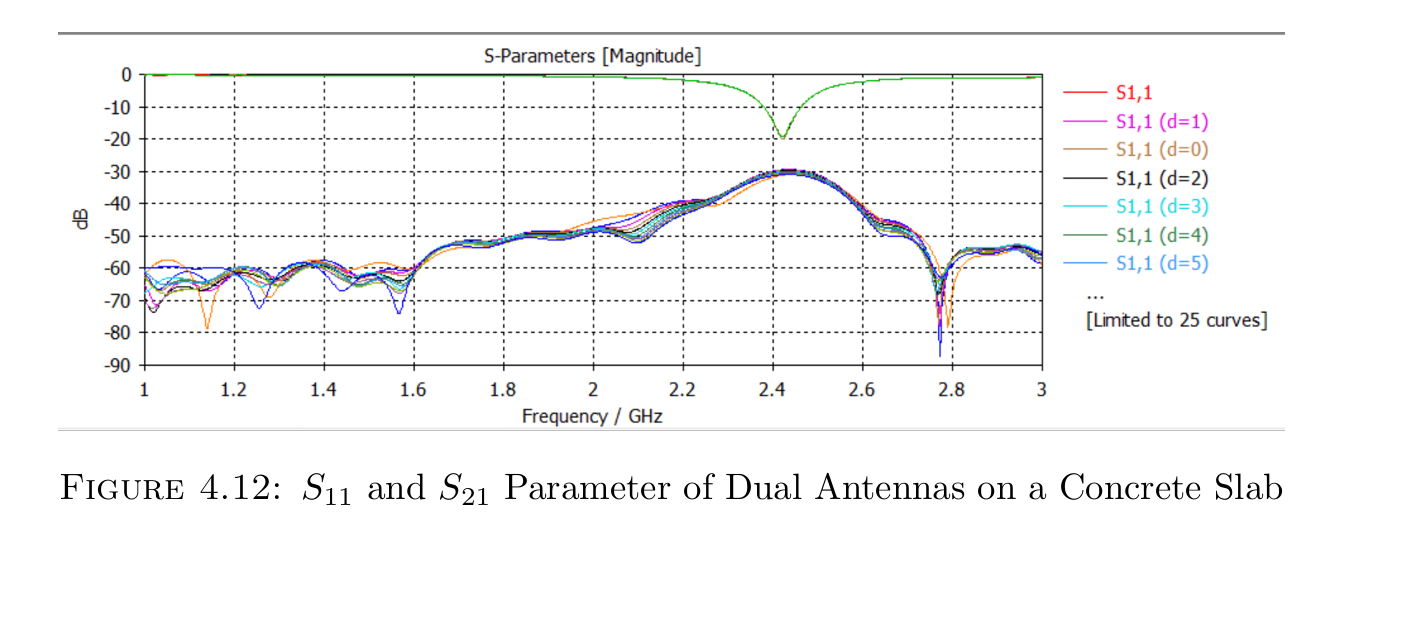 S-Parameters [Magnitude]
0
-10
-20
-30
-40
-50
-60
-70
-80
-90
dB
1 1.2 1.4 1.6 1.8 2 2.2 2.4 2.6 2.8 3
Frequency / GHz
S1,1
S1,1 (d=1)
S1,1 (d=0)
S1,1 (d=2)
S1,1 (d=3)
S1,1 (d=4)
S1,1 (d=5)
...
[Limited to 25 curves]
FIGURE 4.12: S11 and S21 Parameter of Dual Antennas on a Concrete Slab